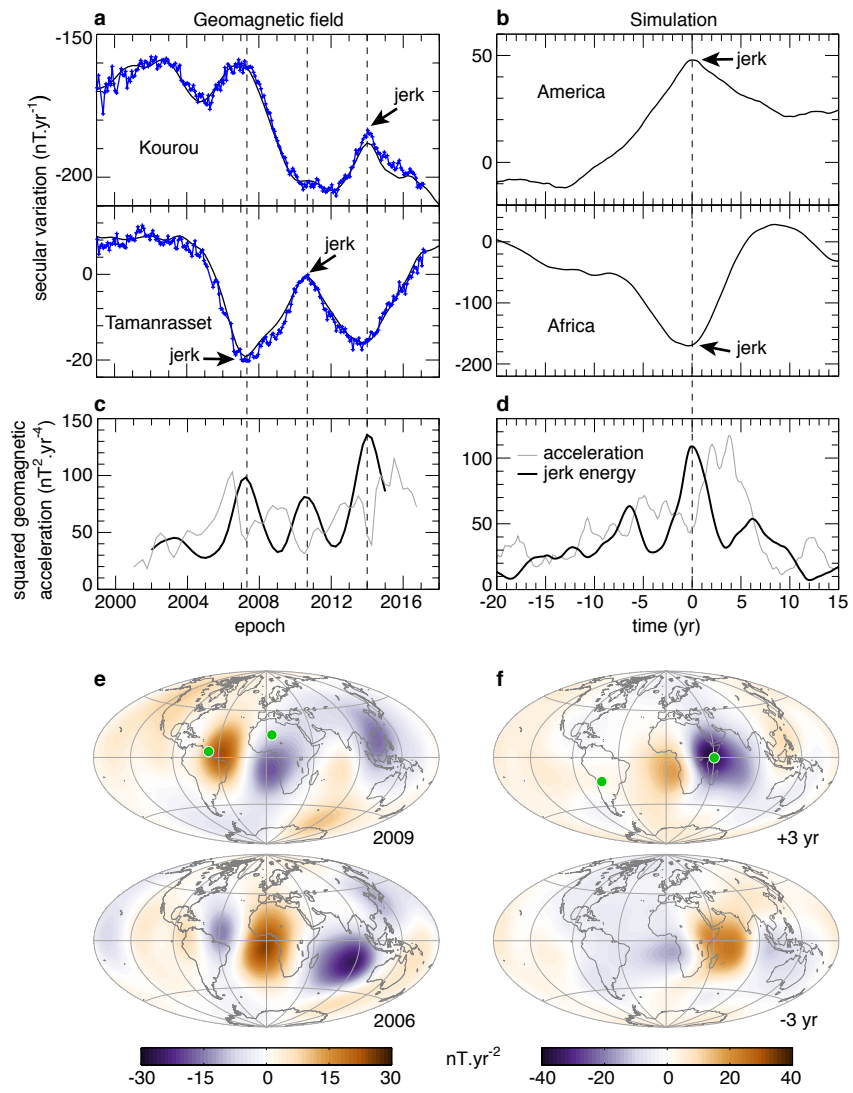 a Geomagnetic field
b Simulation
secular variation (nT.yr-1)
-150
-200
Kourou
jerk
50
0
America
jerk
0
-20
Tamanrasset
jerk
jerk
0
-100
-200
Africa
jerk
c
squared geomagnetic
acceleration (nT2.yr-4)
150
100
50
0
2000 2004 2008 2012 2016
epoch
d
100
50
0
acceleration
jerk energy
-20 -15 -10 -5 0 5 10 15
time (yr)
e
2009
f
+3 yr
2006
-3 yr
-30 -15 0 15 30
nT.yr-2
-40 -20 0 20 40